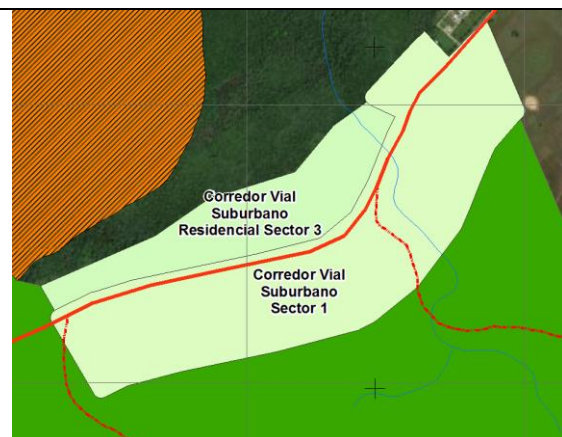 Corredor Vial
Suburbano
Residencial Sector 3
Corredor Vial
Suburbano
Sector 1